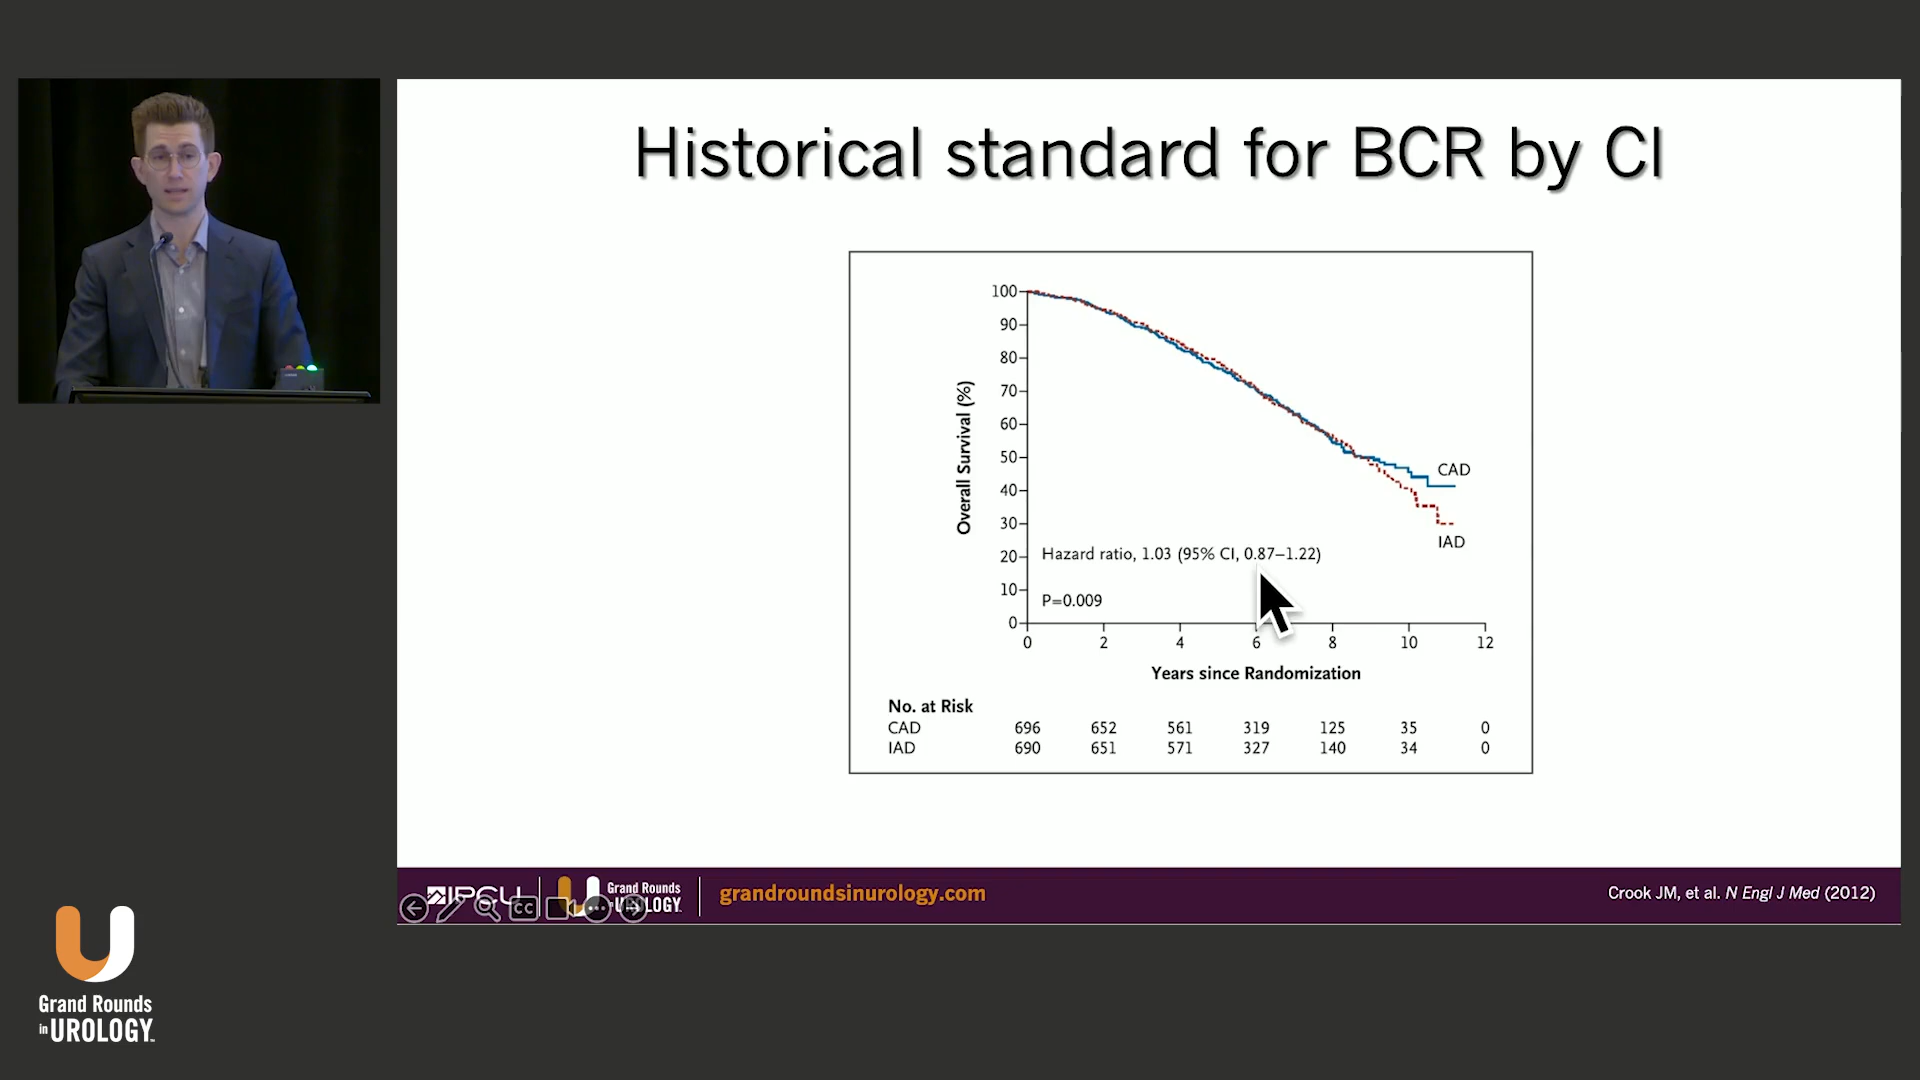 Historical standard for BCR by CI
100
90
80
70
60
50
40
30
20
10
0
Overall Survival (%)
CAD
IAD
Hazard ratio, 1.03 (95% CI, 0.87–1.22)
P=0.009
0 2 4 6 8 10 12
Years since Randomization
No. at Risk
CAD 696 652 561 319 125 35 0
IAD 690 651 571 327 140 34 0
IPCU
Grand Rounds
grandroundsinurology.com
Crook JM, et al. N Engl J Med (2012)
CC
Grand Rounds
in UROLOGY™